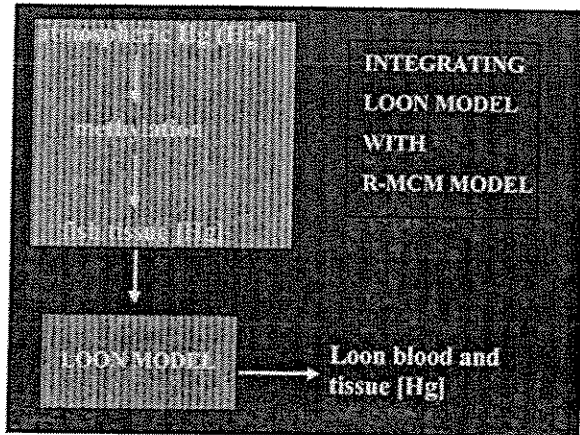 atmospheric Hg (Hg⁰)
methylation
fish tissue [Hg]
LOON MODEL
Loon blood and
tissue [Hg]
INTEGRATING
LOON MODEL
WITH
R-MCM MODEL